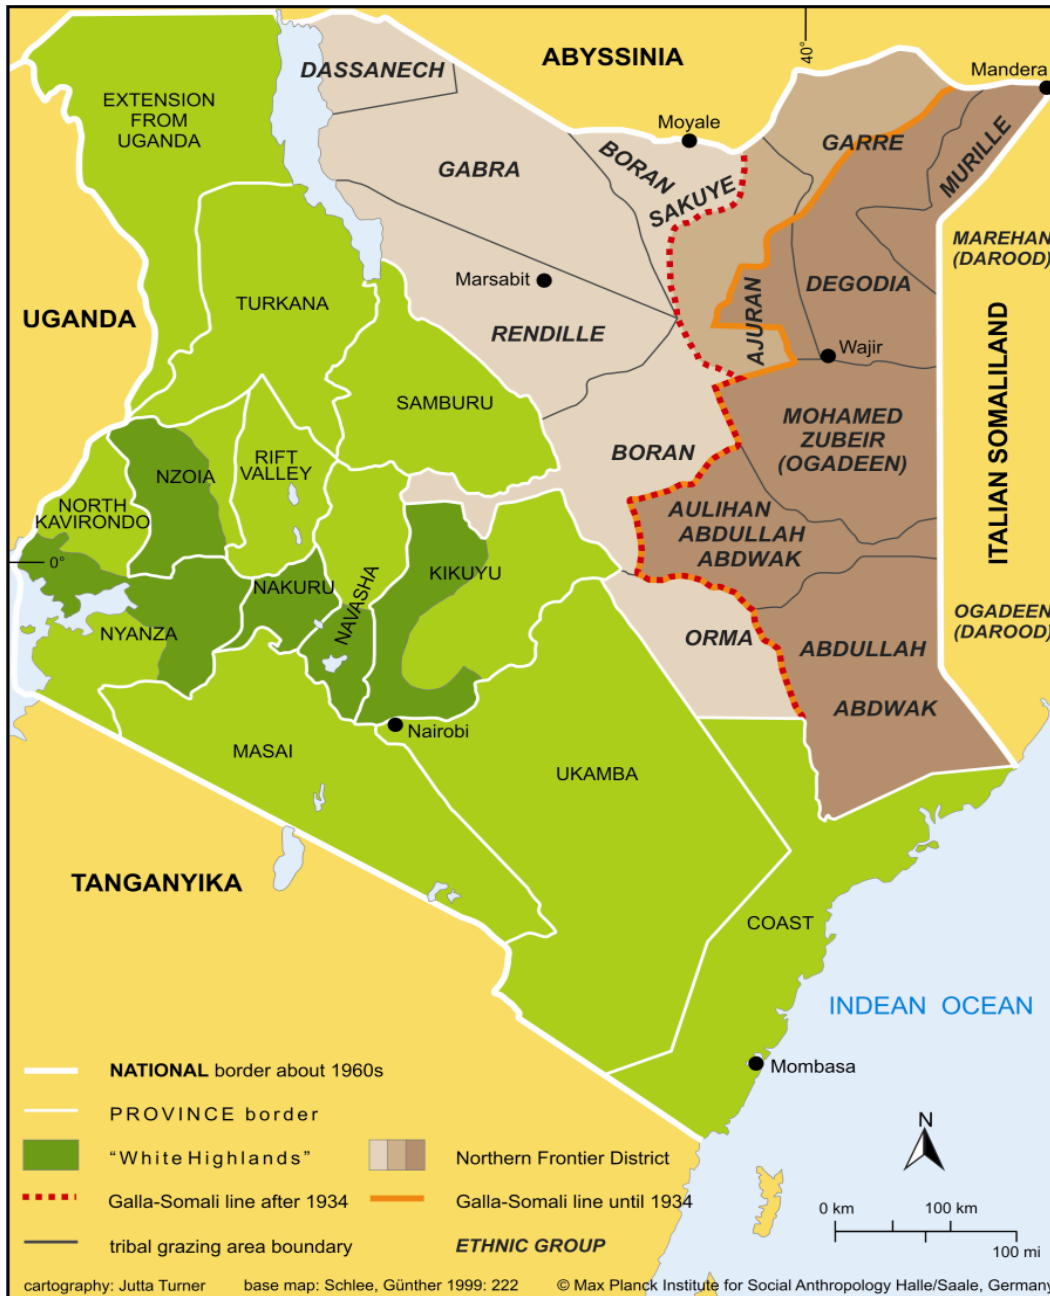 ABYSSINIA
40°
Mandera
DASSANECH
EXTENSION
FROM
UGANDA
Moyale
GABRA
BORAN
SAKUYE
GARRE
MURILLE
MAREHAN
(DAROOD)
UGANDA
TURKANA
Marsabit
RENDILLE
DEGODIA
AJURAN
Wajir
ITALIAN SOMALILAND
SAMBURU
MOHAMED
ZUBEIR
(OGADEEN)
BORAN
RIFT
VALLEY
NZOIA
NORTH
KAVIRONDO
AULIHAN
ABDULLAH
ABDWAK
0°
NAKURU
NAVASHA
KIKUYU
NYANZA
ORMA
ABDULLAH
ABDWAK
OGADEEN
(DAROOD)
Nairobi
MASAI
UKAMBA
TANGANYIKA
COAST
INDEAN OCEAN
Mombasa
NATIONAL border about 1960s
PROVINCE border
“White Highlands”
Northern Frontier District
Galla-Somali line after 1934
Galla-Somali line until 1934
tribal grazing area boundary
ETHNIC GROUP
N
0 km 100 km
100 mi
cartography: Jutta Turner base map: Schlee, Günther 1999: 222 © Max Planck Institute for Social Anthropology Halle/Saale, Germany